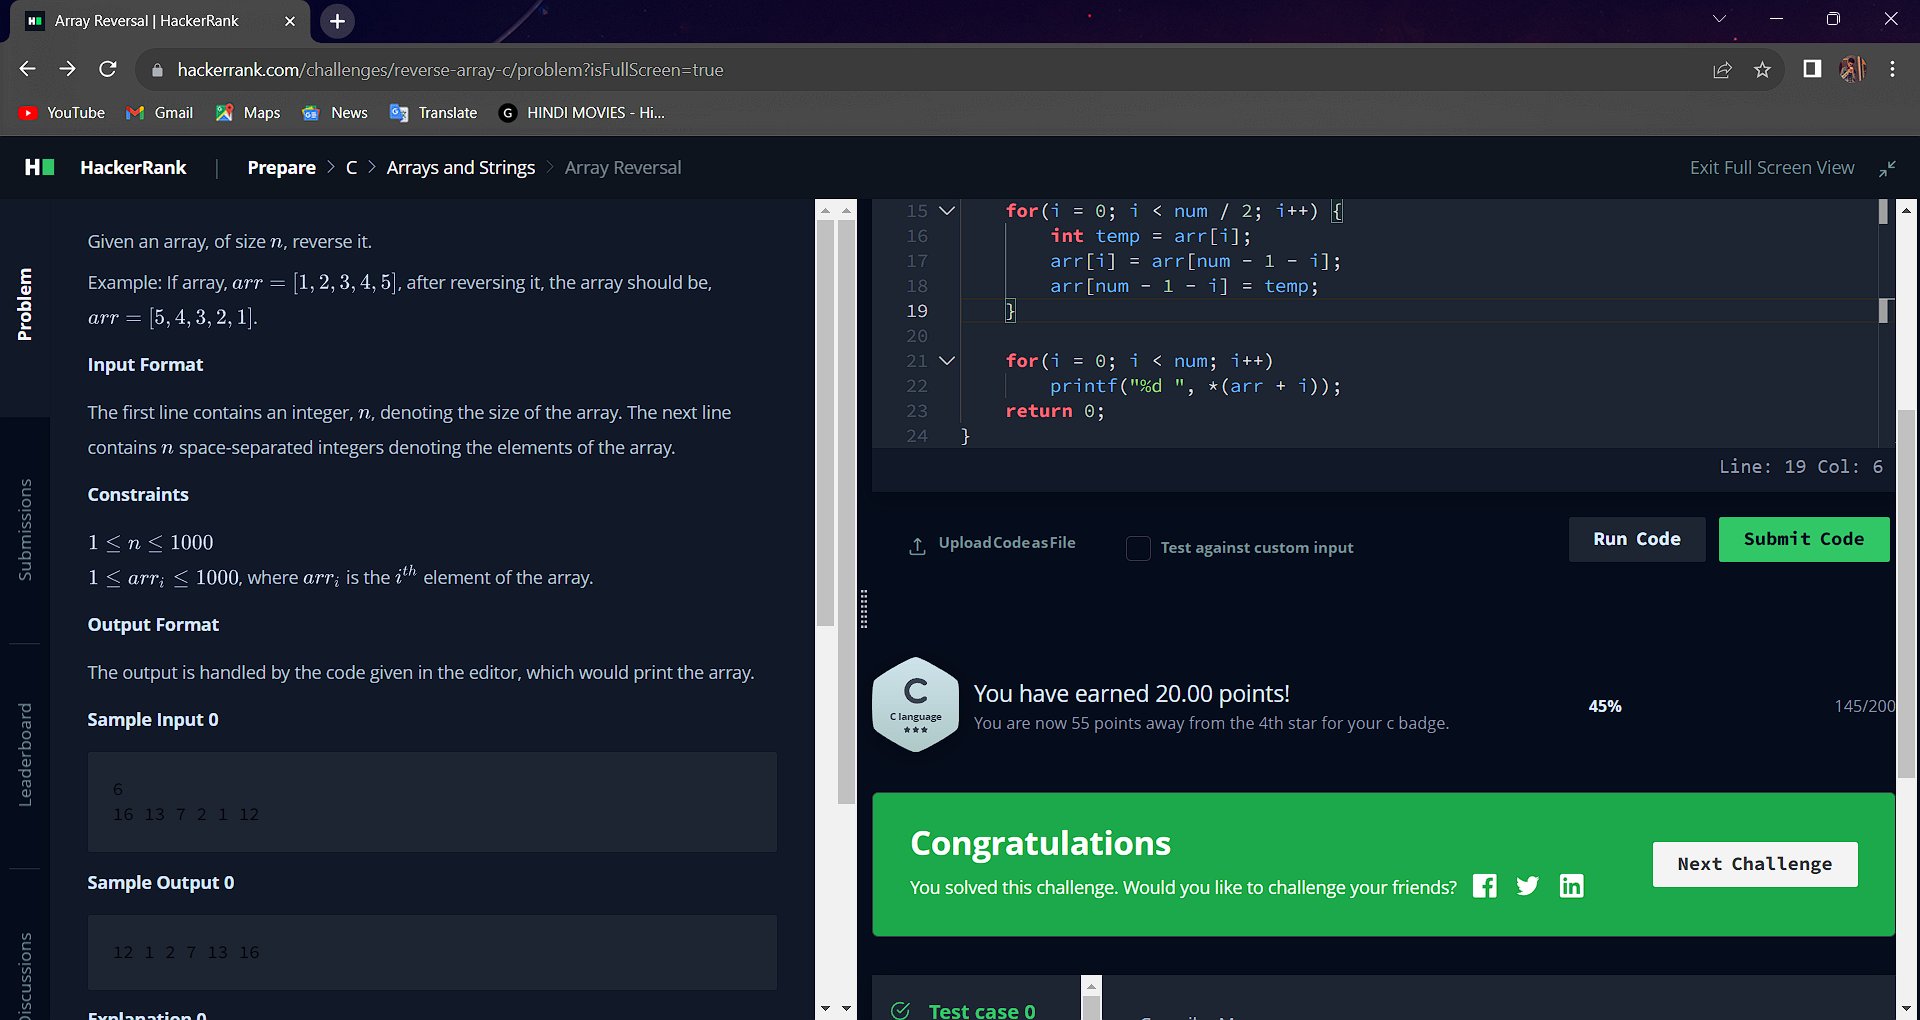 Array Reversal | HackerRank
hackerrank.com/challenges/reverse-array-c/problem?isFullScreen=true
YouTube Gmail Maps News Translate HINDI MOVIES - Hi...
HackerRank | Prepare > C > Arrays and Strings > Array Reversal
Exit Full Screen View
Problem
Submissions
Leaderboard
Given an array, of size n, reverse it.
Example: If array, arr = [1, 2, 3, 4, 5], after reversing it, the array should be,
arr = [5, 4, 3, 2, 1].
Input Format
The first line contains an integer, n, denoting the size of the array. The next line
contains n space-separated integers denoting the elements of the array.
Constraints
1 ≤ n ≤ 1000
1 ≤ arr_i ≤ 1000, where arr_i is the i^th element of the array.
Output Format
The output is handled by the code given in the editor, which would print the array.
Sample Input 0
6
16 13 7 2 1 12
Sample Output 0
12 1 2 7 13 16
Explanation 0
15 for(i = 0; i < num / 2; i++) {
16 int temp = arr[i];
17 arr[i] = arr[num - 1 - i];
18 arr[num - 1 - i] = temp;
19 }
20
21 for(i = 0; i < num; i++)
22 printf("%d ", *(arr + i));
23 return 0;
24 }
Line: 19 Col: 6
Upload Code as File
Test against custom input
Run Code
Submit Code
C
C language
You have earned 20.00 points!
You are now 55 points away from the 4th star for your c badge.
45%
145/200
Congratulations
You solved this challenge. Would you like to challenge your friends?
Next Challenge
Test case 0